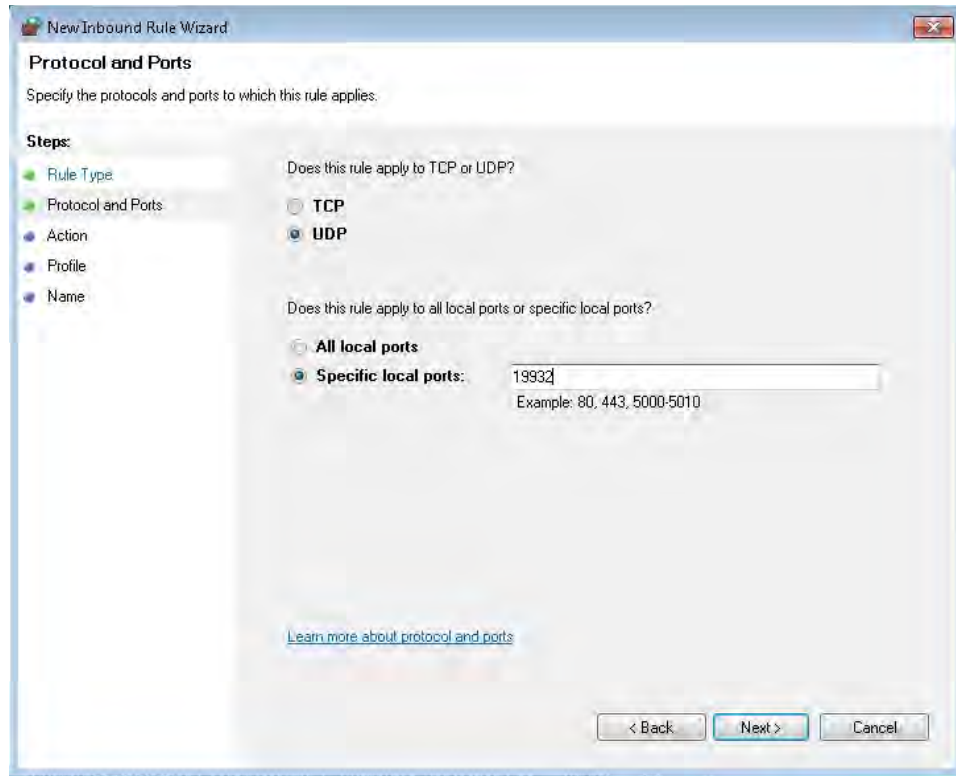 New Inbound Rule Wizard
Protocol and Ports
Specify the protocols and ports to which this rule applies.
Steps:
Rule Type
Protocol and Ports
Action
Profile
Name
Does this rule apply to TCP or UDP?
TCP
UDP
Does this rule apply to all local ports or specific local ports?
All local ports
Specific local ports: 19932
Example: 80, 443, 5000-5010
Learn more about protocol and ports
< Back Next > Cancel